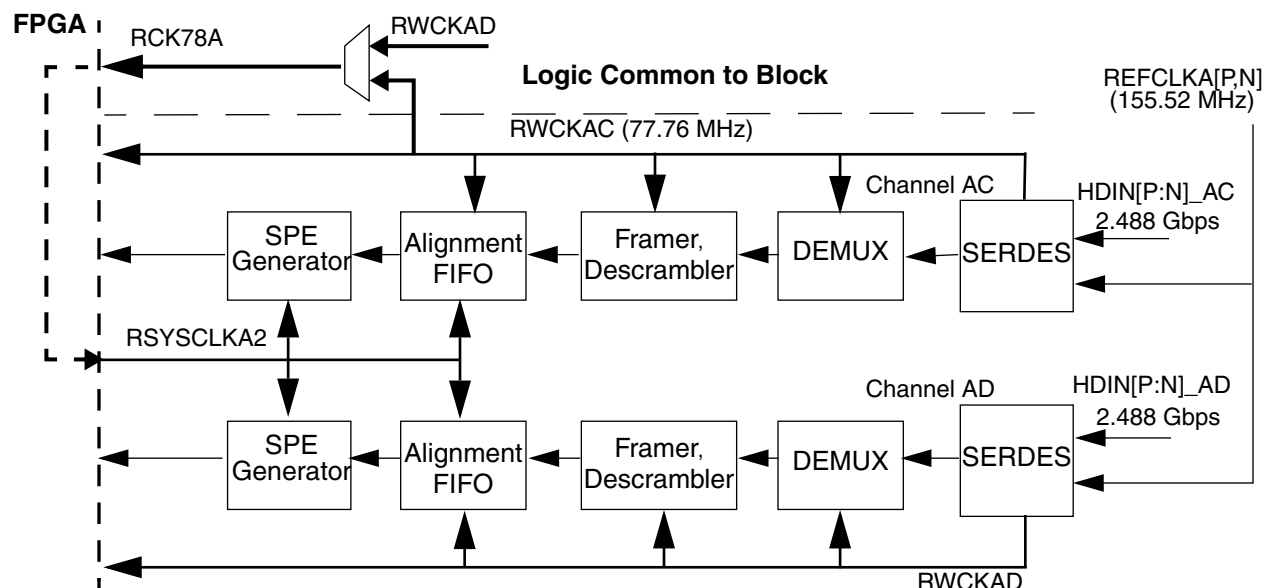 FPGA
RCK78A
RWCKAD
Logic Common to Block
REFCLKA[P,N]
(155.52 MHz)
RWCKAC (77.76 MHz)
Channel AC
HDIN[P:N]_AC
2.488 Gbps
SPE
Generator
Alignment
FIFO
Framer,
Descrambler
DEMUX
SERDES
RSYSCLKA2
Channel AD
HDIN[P:N]_AD
2.488 Gbps
SPE
Generator
Alignment
FIFO
Framer,
Descrambler
DEMUX
SERDES
RWCKAD